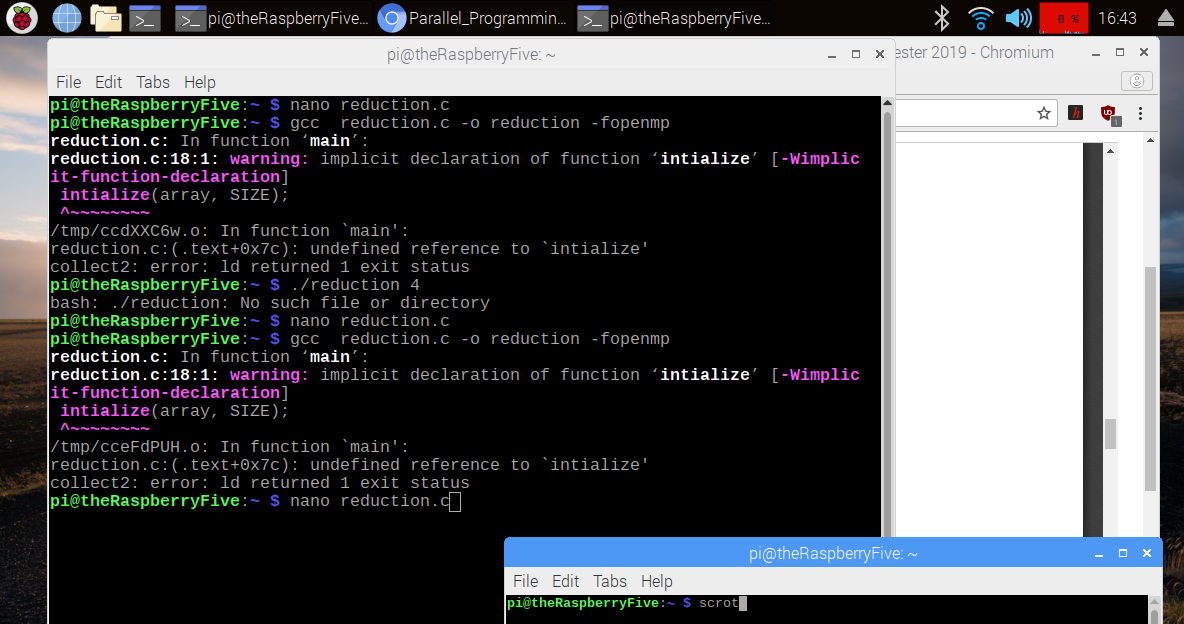 pi@theRaspberryFive... Parallel_Programmin... pi@theRaspberryFive... 0 % 16:43
pi@theRaspberryFive: ~
ester 2019 - Chromium
File Edit Tabs Help
pi@theRaspberryFive:~ $ nano reduction.c
pi@theRaspberryFive:~ $ gcc  reduction.c -o reduction -fopenmp
reduction.c: In function ‘main’:
reduction.c:18:1: warning: implicit declaration of function ‘intialize’ [-Wimplic
it-function-declaration]
 intialize(array, SIZE);
 ^~~~~~~~~
/tmp/ccdXXC6w.o: In function `main':
reduction.c:(.text+0x7c): undefined reference to `intialize'
collect2: error: ld returned 1 exit status
pi@theRaspberryFive:~ $ ./reduction 4
bash: ./reduction: No such file or directory
pi@theRaspberryFive:~ $ nano reduction.c
pi@theRaspberryFive:~ $ gcc  reduction.c -o reduction -fopenmp
reduction.c: In function ‘main’:
reduction.c:18:1: warning: implicit declaration of function ‘intialize’ [-Wimplic
it-function-declaration]
 intialize(array, SIZE);
 ^~~~~~~~~
/tmp/cceFdPUH.o: In function `main':
reduction.c:(.text+0x7c): undefined reference to `intialize'
collect2: error: ld returned 1 exit status
pi@theRaspberryFive:~ $ nano reduction.c
pi@theRaspberryFive: ~
File Edit Tabs Help
pi@theRaspberryFive:~ $ scrot